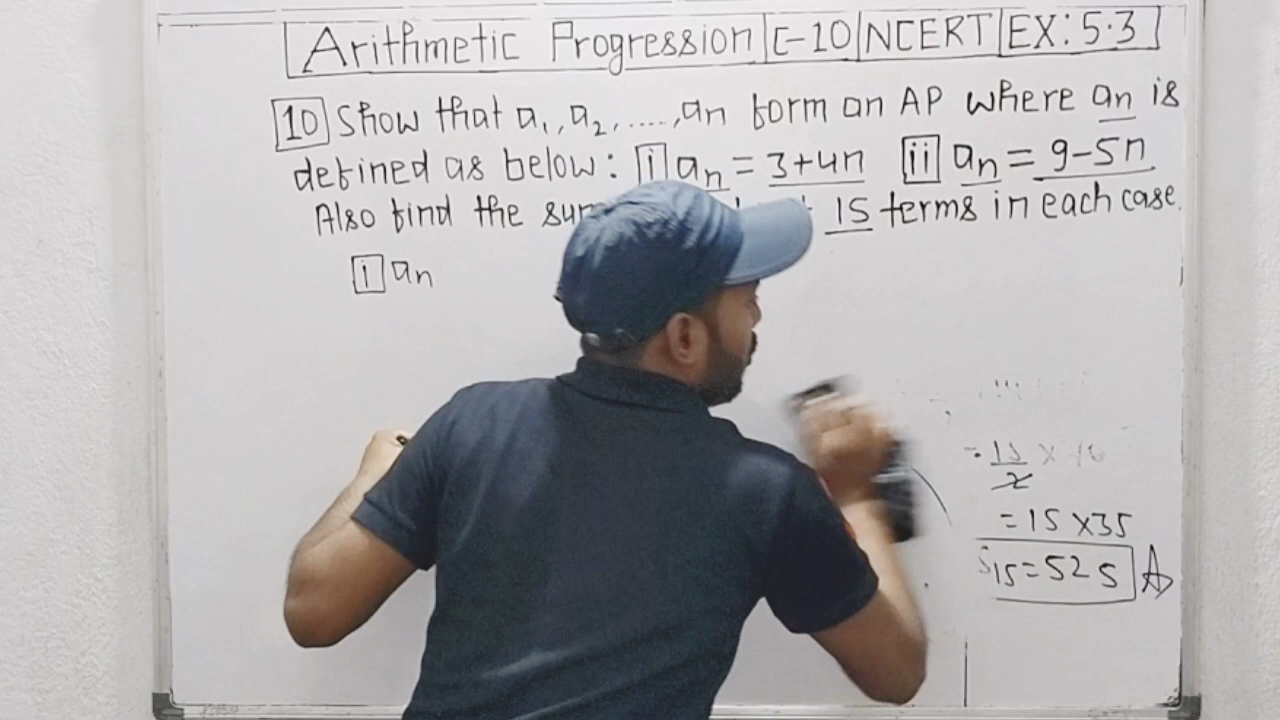 Arithmetic Progression C-10 NCERT EX: 5.3
10 Show that a₁, a₂, ....., an form an AP where an is
defined as below: i an = 3+4n ii an = 9-5n
Also find the 15 terms in each case.
i an
= 15/2 ×
= 15 × 35
S15 = 525 A